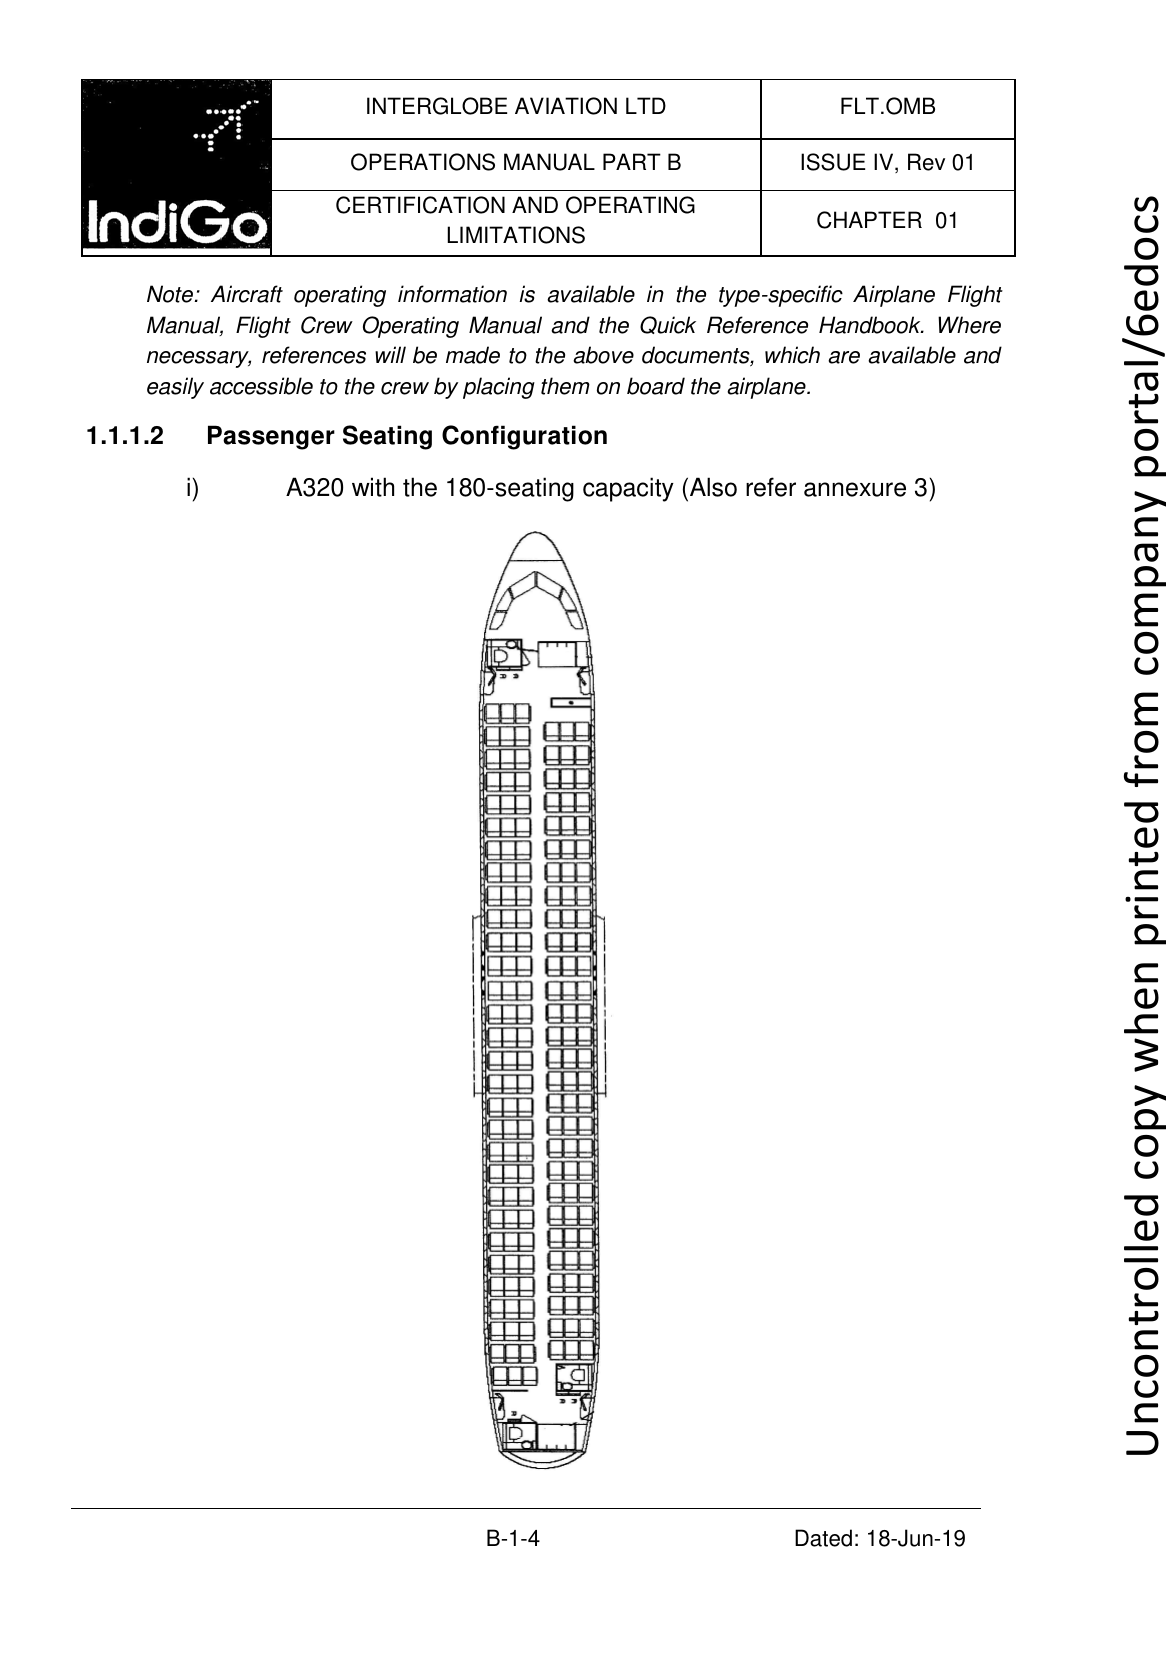 IndiGo
INTERGLOBE AVIATION LTD
FLT.OMB
OPERATIONS MANUAL PART B
ISSUE IV, Rev 01
CERTIFICATION AND OPERATING
LIMITATIONS
CHAPTER 01
Note: Aircraft operating information is available in the type-specific Airplane Flight
Manual, Flight Crew Operating Manual and the Quick Reference Handbook. Where
necessary, references will be made to the above documents, which are available and
easily accessible to the crew by placing them on board the airplane.
1.1.1.2 Passenger Seating Configuration
i) A320 with the 180-seating capacity (Also refer annexure 3)
B-1-4
Dated: 18-Jun-19
Uncontrolled copy when printed from company portal/6edocs